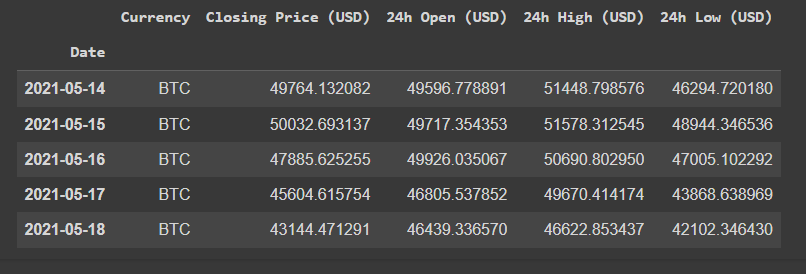 Currency Closing Price (USD) 24h Open (USD) 24h High (USD) 24h Low (USD)
Date
2021-05-14 BTC 49764.132082 49596.778891 51448.798576 46294.720180
2021-05-15 BTC 50032.693137 49717.354353 51578.312545 48944.346536
2021-05-16 BTC 47885.625255 49926.035067 50690.802950 47005.102292
2021-05-17 BTC 45604.615754 46805.537852 49670.414174 43868.638969
2021-05-18 BTC 43144.471291 46439.336570 46622.853437 42102.346430